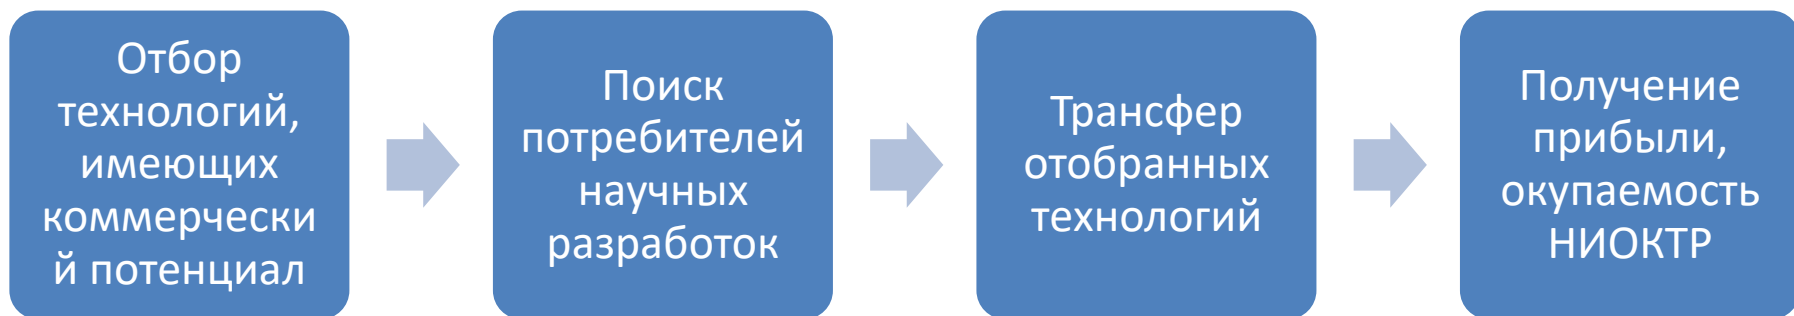 Отбор
технологий,
имеющих
коммерчески
й потенциал
Поиск
потребителей
научных
разработок
Трансфер
отобранных
технологий
Получение
прибыли,
окупаемость
НИОКТР